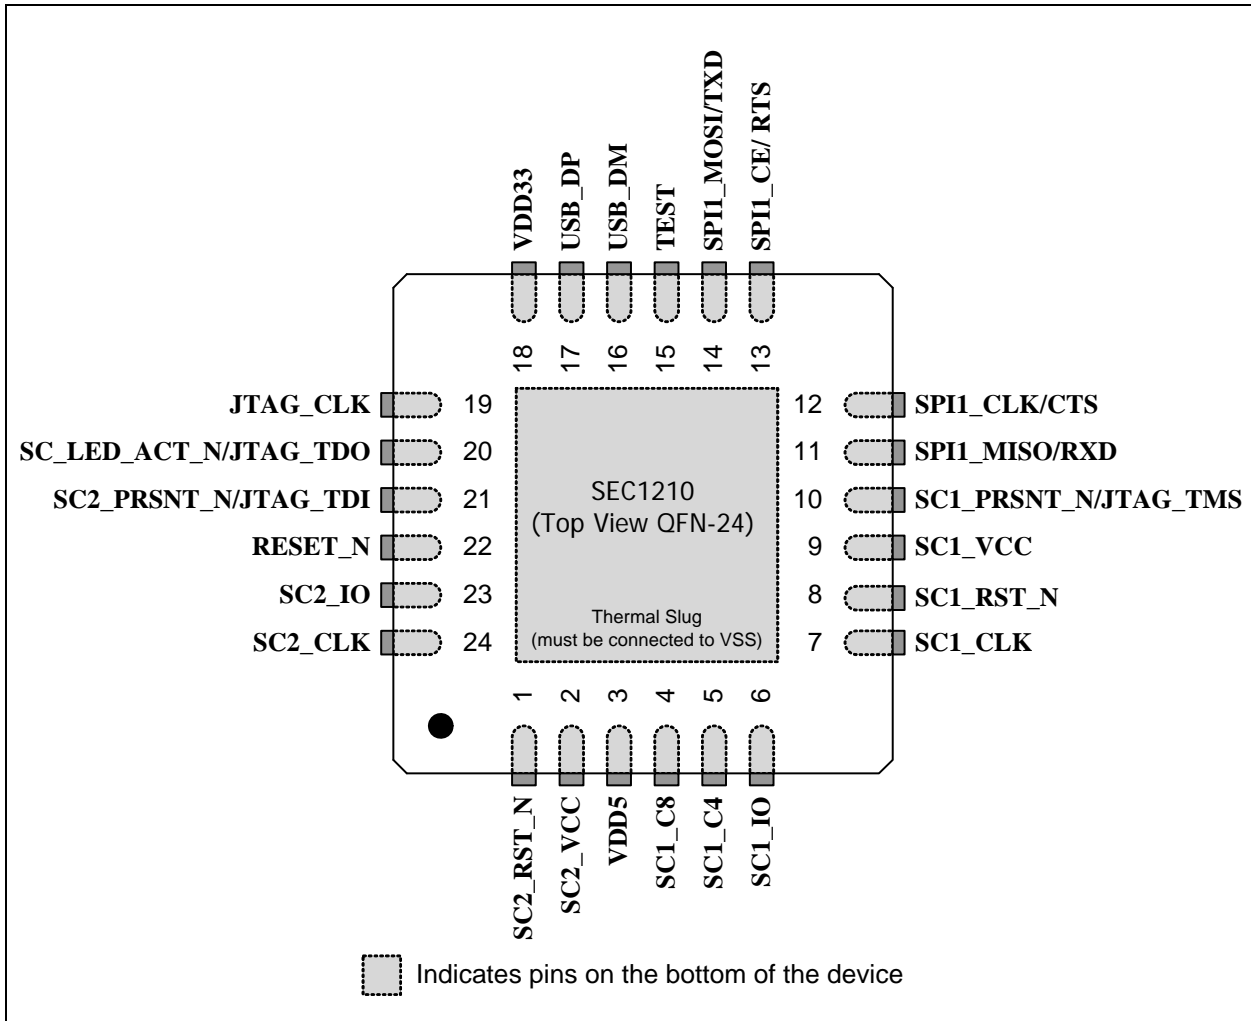 VDD33
USB_DP
USB_DM
TEST
SPI1_MOSI/TXD
SPI1_CE/ RTS
18
17
16
15
14
13
JTAG_CLK
19
SC_LED_ACT_N/JTAG_TDO
20
SC2_PRSNT_N/JTAG_TDI
21
RESET_N
22
SC2_IO
23
SC2_CLK
24
SEC1210
(Top View QFN-24)
Thermal Slug
(must be connected to VSS)
12
SPI1_CLK/CTS
11
SPI1_MISO/RXD
10
SC1_PRSNT_N/JTAG_TMS
9
SC1_VCC
8
SC1_RST_N
7
SC1_CLK
1
2
3
4
5
6
SC2_RST_N
SC2_VCC
VDD5
SC1_C8
SC1_C4
SC1_IO
Indicates pins on the bottom of the device